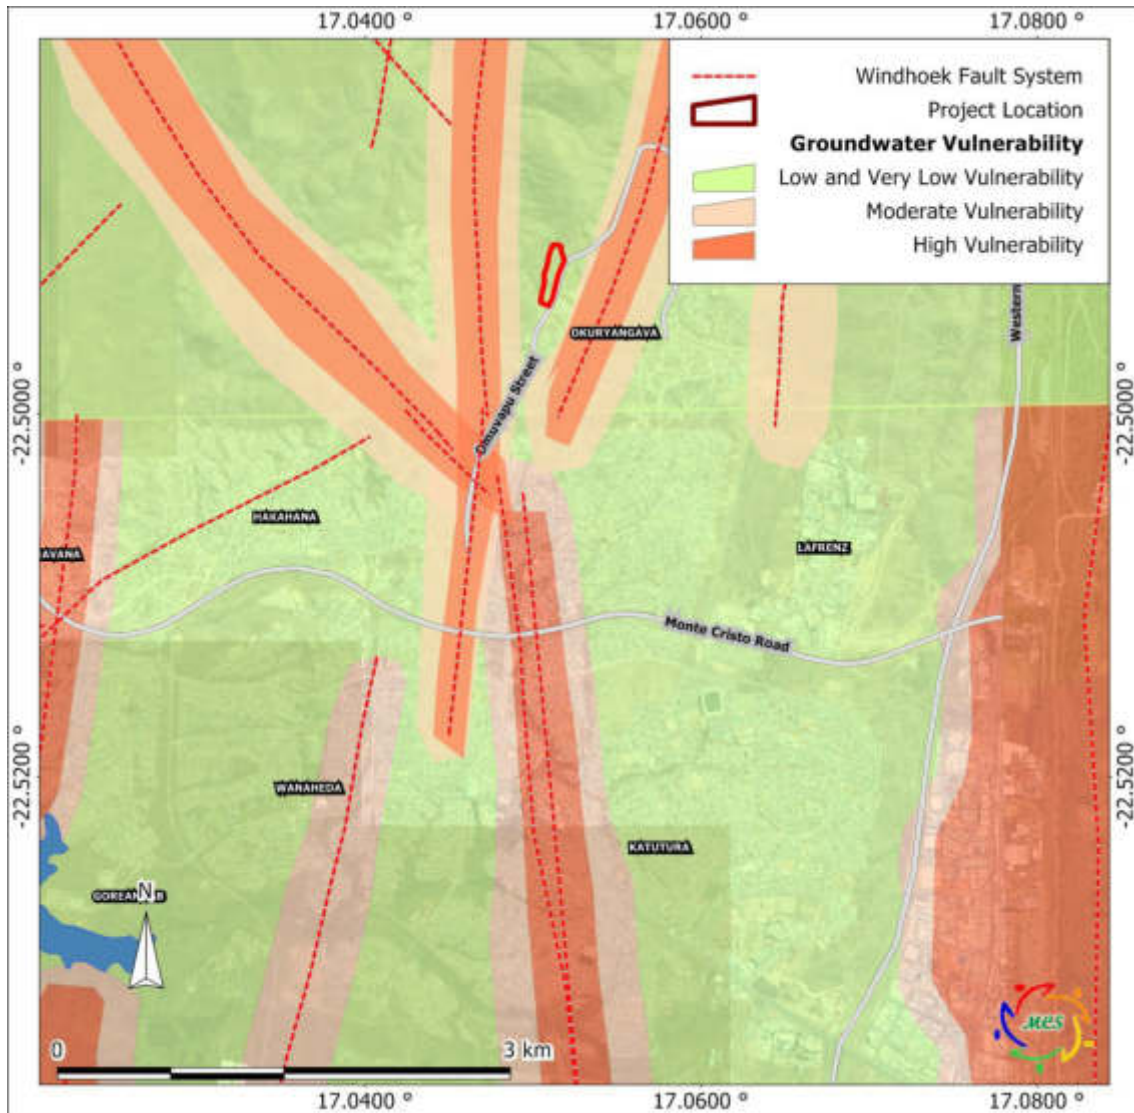 17.0400 °
17.0600 °
17.0800 °
Windhoek Fault System
Project Location
Groundwater Vulnerability
Low and Very Low Vulnerability
Moderate Vulnerability
High Vulnerability
Western
OKURYANGAVA
Omuvapu Street
-22.5000 °
-22.5000 °
HAKAHANA
AVANA
LAFRENZ
Monte Cristo Road
-22.5200 °
-22.5200 °
WANAHEDA
KATUTURA
N
0
3 km
MES
17.0400 °
17.0600 °
17.0800 °